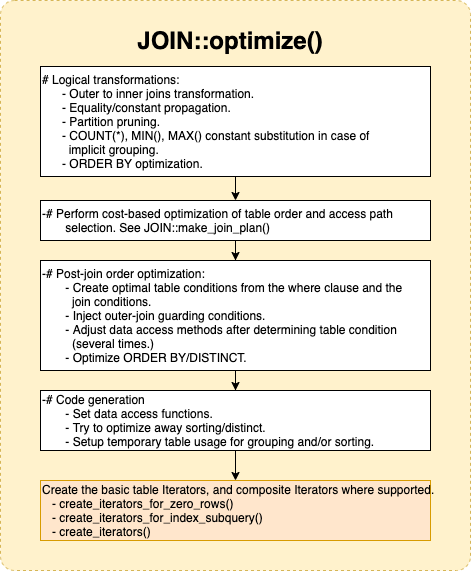 JOIN::optimize()
# Logical transformations:
- Outer to inner joins transformation.
- Equality/constant propagation.
- Partition pruning.
- COUNT(*), MIN(), MAX() constant substitution in case of
implicit grouping.
- ORDER BY optimization.
-# Perform cost-based optimization of table order and access path
selection. See JOIN::make_join_plan()
-# Post-join order optimization:
- Create optimal table conditions from the where clause and the
join conditions.
- Inject outer-join guarding conditions.
- Adjust data access methods after determining table condition
(several times.)
- Optimize ORDER BY/DISTINCT.
-# Code generation
- Set data access functions.
- Try to optimize away sorting/distinct.
- Setup temporary table usage for grouping and/or sorting.
Create the basic table Iterators, and composite Iterators where supported.
- create_iterators_for_zero_rows()
- create_iterators_for_index_subquery()
- create_iterators()